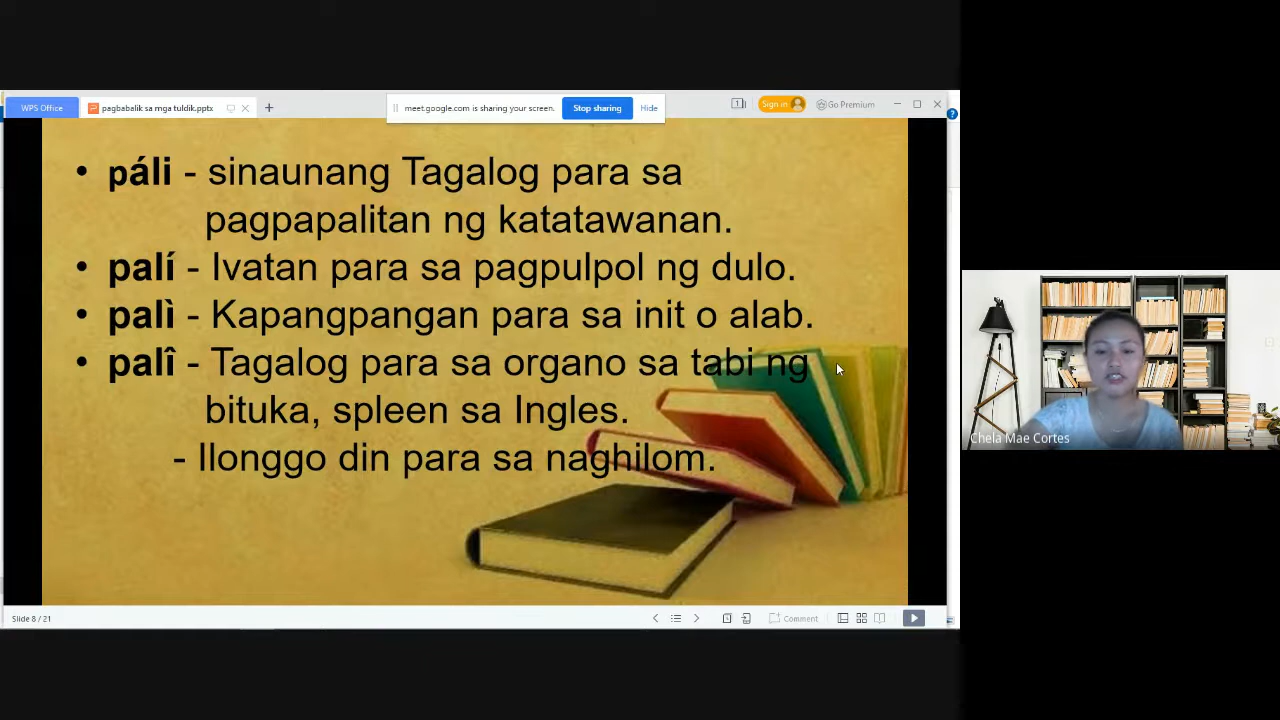 WPS Office
pagbabalik sa mga tuldik.pptx
meet.google.com is sharing your screen.
Stop sharing
Hide
1
Sign in
Go Premium
• páli - sinaunang Tagalog para sa
pagpapalitan ng katatawanan.
• palí - Ivatan para sa pagpulpol ng dulo.
• palì - Kapangpangan para sa init o alab.
• palî - Tagalog para sa organo sa tabi ng
bituka, spleen sa Ingles.
- Ilonggo din para sa naghilom.
Chela Mae Cortes
Slide 8 / 21
Comment